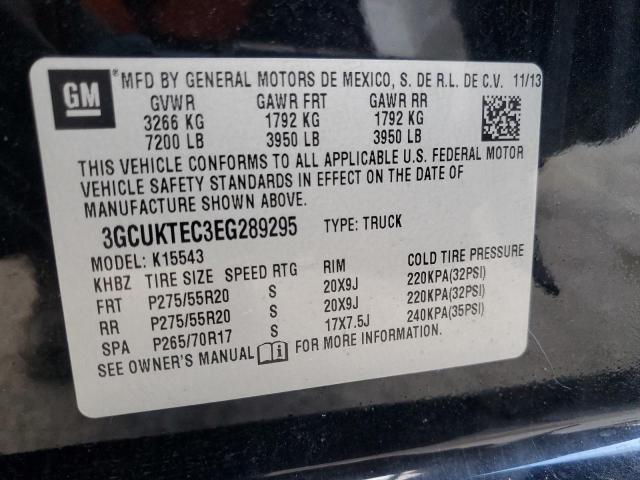 GM ® MFD BY GENERAL MOTORS DE MEXICO, S. DE R.L. DE C.V. 11/13
GVWR GAWR FRT GAWR RR
3266 KG 1792 KG 1792 KG
7200 LB 3950 LB 3950 LB
THIS VEHICLE CONFORMS TO ALL APPLICABLE U.S. FEDERAL MOTOR
VEHICLE SAFETY STANDARDS IN EFFECT ON THE DATE OF
MANUFACTURE SHOWN ABOVE.
3GCUKTEC3EG289295 TYPE: TRUCK
MODEL: K15543
KHBZ TIRE SIZE SPEED RTG RIM COLD TIRE PRESSURE
FRT P275/55R20 S 20X9J 220KPA(32PSI)
RR P275/55R20 S 20X9J 220KPA(32PSI)
SPA P265/70R17 S 17X7.5J 240KPA(35PSI)
SEE OWNER'S MANUAL FOR MORE INFORMATION.